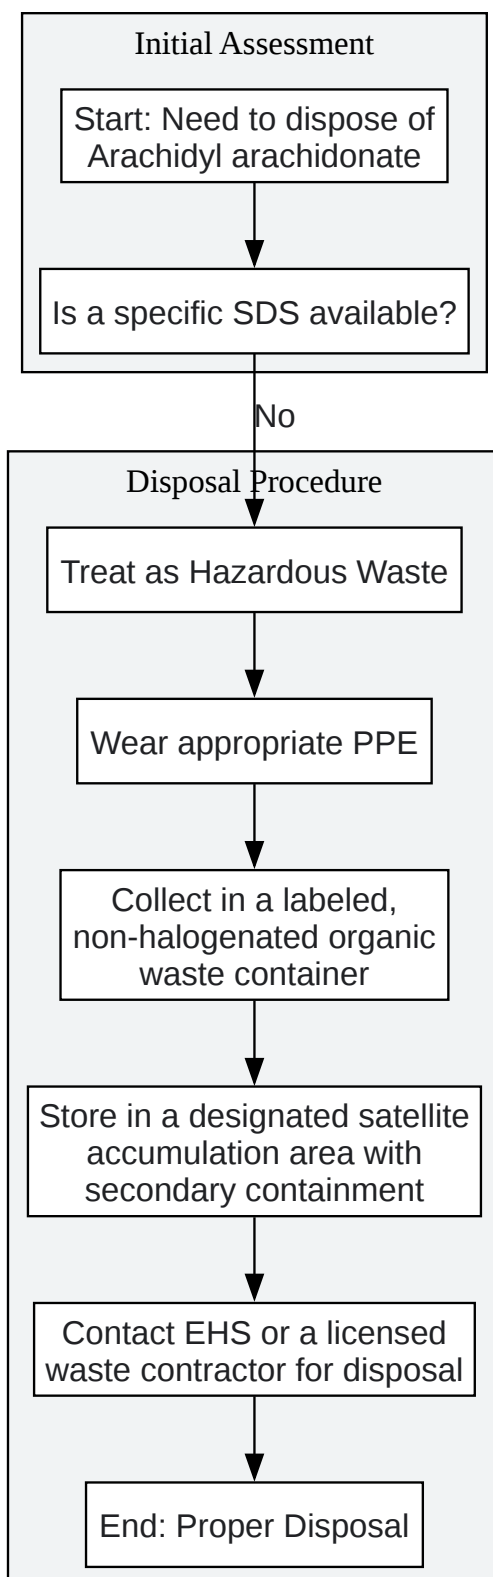 Initial Assessment
Start: Need to dispose of
Arachidyl arachidonate
Is a specific SDS available?
No
Disposal Procedure
Treat as Hazardous Waste
Wear appropriate PPE
Collect in a labeled,
non-halogenated organic
waste container
Store in a designated satellite
accumulation area with
secondary containment
Contact EHS or a licensed
waste contractor for disposal
End: Proper Disposal